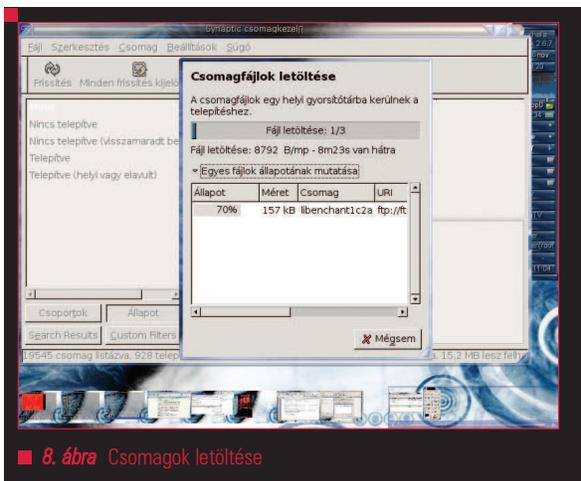 Synaptic csomagkezelő
Fájl Szerkesztés Csomag Beállítások Súgó
Frissítés Minden frissítés kijelö
Nincs telepítve
Nincs telepítve (visszamaradt be
Telepítve
Telepítve (helyi vagy elavult)
Csoportok Állapot
Search Results Custom Filters
19545 csomag listázva, 928 telep
, 15,2 MB lesz felh
Csomagfájlok letöltése
A csomagfájlok egy helyi gyorsítótárba kerülnek a
telepítéshez.
Fájl letöltése: 1/3
Fájl letöltése: 8792 B/mp - 8m23s van hátra
Egyes fájlok állapotának mutatása
Állapot Méret Csomag URI
70% 157 kB libenchant1c2a ftp://ft
Mégsem
11:04
8. ábra Csomagok letöltése